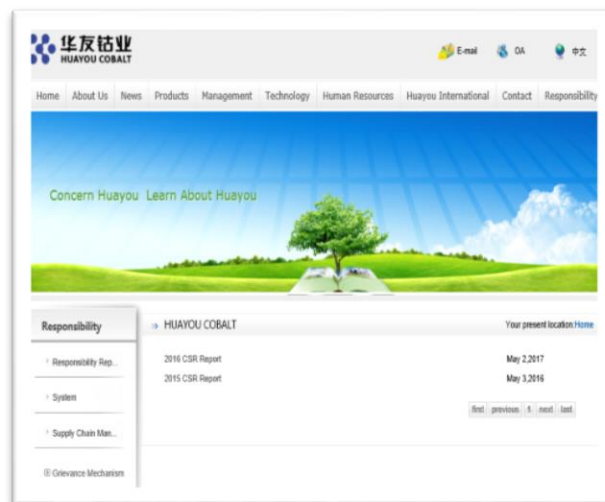 华友钴业
HUAYOU COBALT
E-mail OA 中文
Home About Us News Products Management Technology Human Resources Huayou International Contact Responsibility
Concern Huayou Learn About Huayou
Responsibility
Responsibility Rep...
System
Supply Chain Man...
Grievance Mechanism
HUAYOU COBALT Your present location:Home
2016 CSR Report May 2,2017
2015 CSR Report May 3,2016
first previous 1 next last